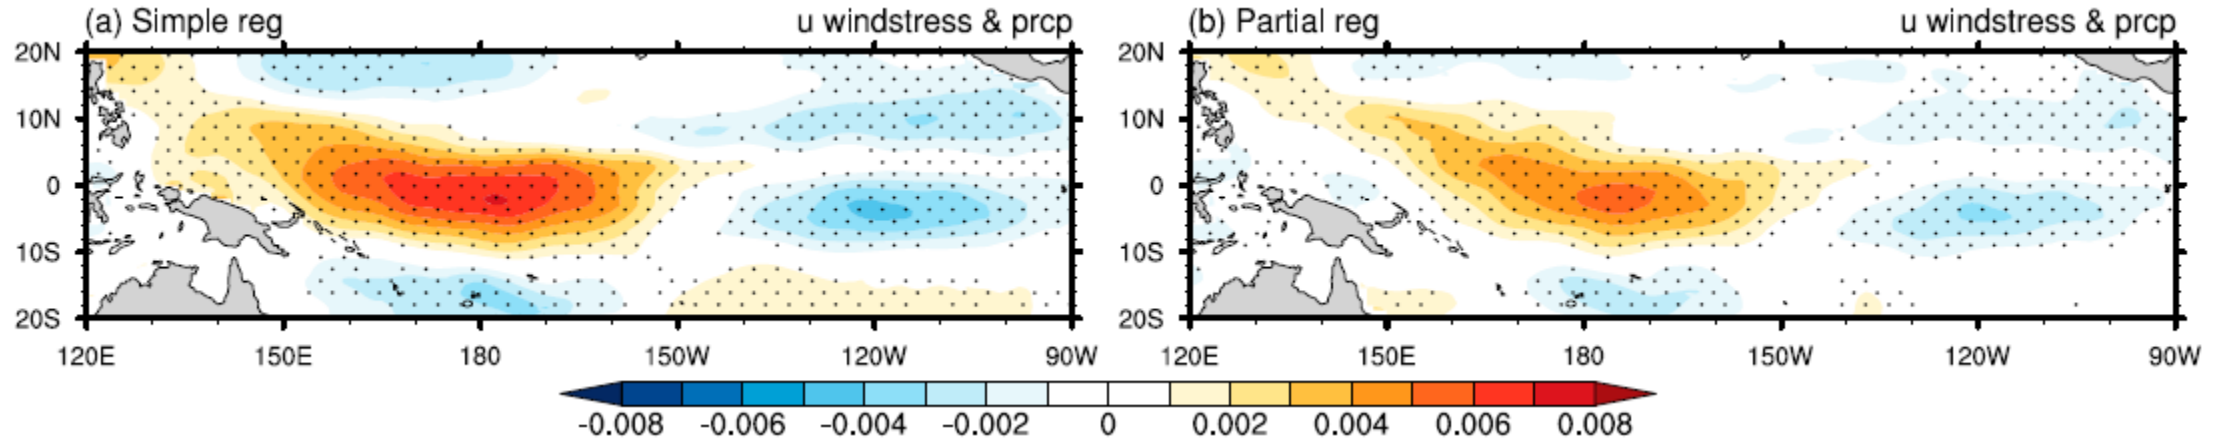 (a) Simple reg u windstress & prcp (b) Partial reg u windstress & prcp
20N 20N
10N 10N
0 0
10S 10S
20S 20S
120E 150E 180 150W 120W 90W 120E 150E 180 150W 120W 90W
-0.008 -0.006 -0.004 -0.002 0 0.002 0.004 0.006 0.008